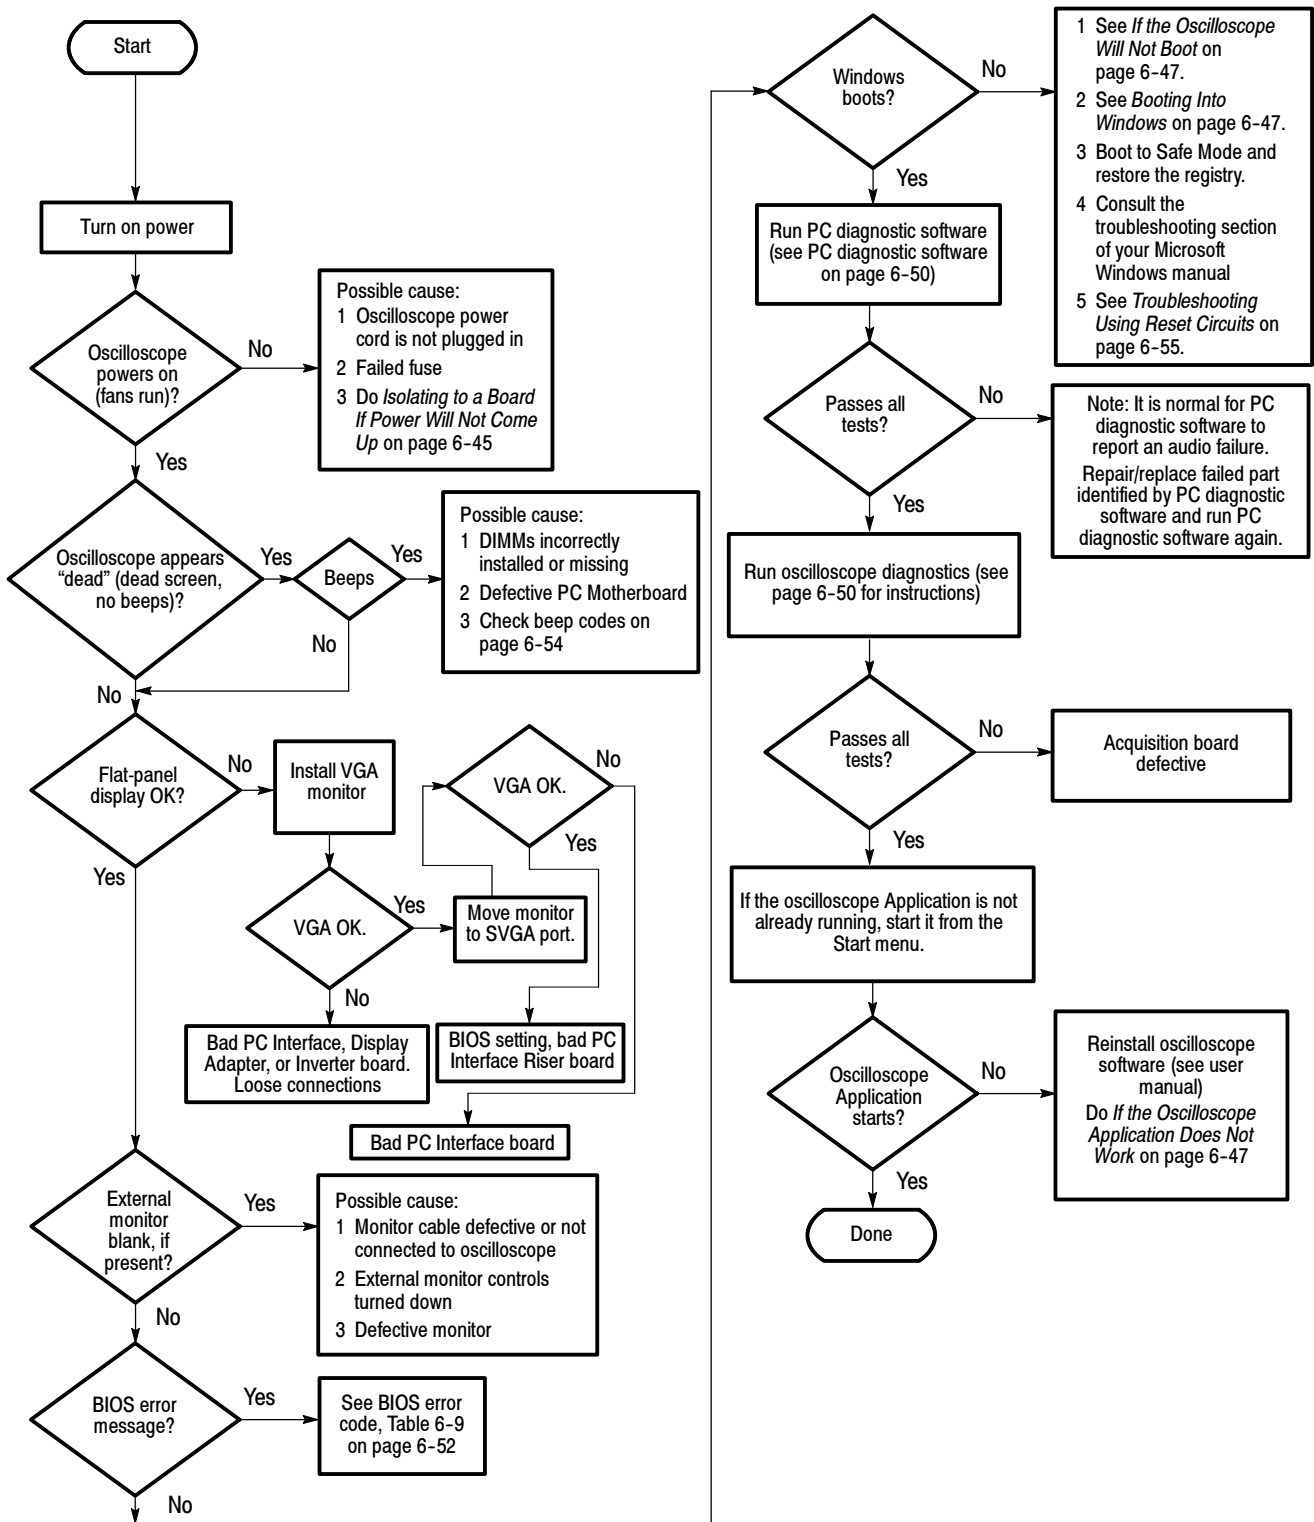 Start
Turn on power
Oscilloscope
powers on
(fans run)?
No
Yes
Possible cause:
1 Oscilloscope power
cord is not plugged in
2 Failed fuse
3 Do Isolating to a Board
If Power Will Not Come
Up on page 6-45
Oscilloscope appears
“dead” (dead screen,
no beeps)?
Yes
No
Beeps
Yes
No
Possible cause:
1 DIMMs incorrectly
installed or missing
2 Defective PC Motherboard
3 Check beep codes on
page 6-54
Flat-panel
display OK?
No
Yes
Install VGA
monitor
VGA OK.
Yes
No
Move monitor
to SVGA port.
VGA OK.
No
Yes
Bad PC Interface, Display
Adapter, or Inverter board.
Loose connections
BIOS setting, bad PC
Interface Riser board
Bad PC Interface board
External
monitor
blank, if
present?
Yes
No
Possible cause:
1 Monitor cable defective or not
connected to oscilloscope
2 External monitor controls
turned down
3 Defective monitor
BIOS error
message?
Yes
No
See BIOS error
code, Table 6-9
on page 6-52
Windows
boots?
No
Yes
1 See If the Oscilloscope
Will Not Boot on
page 6-47.
2 See Booting Into
Windows on page 6-47.
3 Boot to Safe Mode and
restore the registry.
4 Consult the
troubleshooting section
of your Microsoft
Windows manual
5 See Troubleshooting
Using Reset Circuits on
page 6-55.
Run PC diagnostic software
(see PC diagnostic software
on page 6-50)
Passes all
tests?
No
Yes
Note: It is normal for PC
diagnostic software to
report an audio failure.
Repair/replace failed part
identified by PC diagnostic
software and run PC
diagnostic software again.
Run oscilloscope diagnostics (see
page 6-50 for instructions)
Passes all
tests?
No
Yes
Acquisition board
defective
If the oscilloscope Application is not
already running, start it from the
Start menu.
Oscilloscope
Application
starts?
No
Yes
Reinstall oscilloscope
software (see user
manual)
Do If the Oscilloscope
Application Does Not
Work on page 6-47
Done